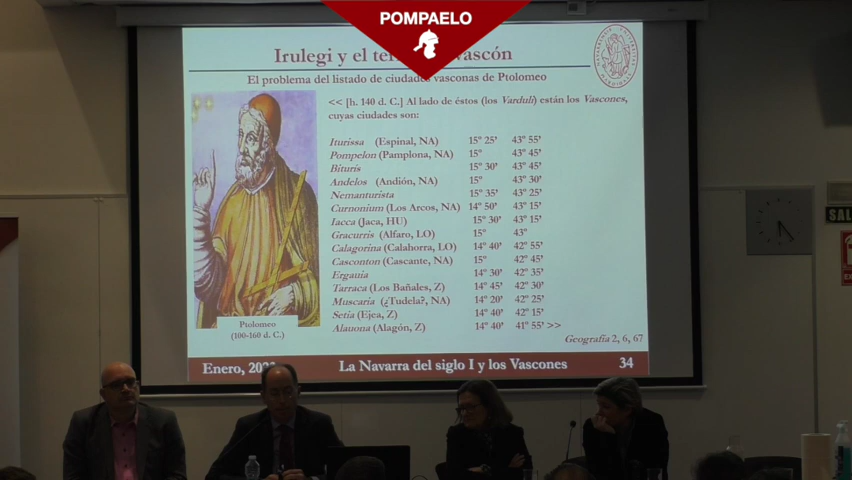 POMPAELO
Irulegi y el vascón
El problema del listado de ciudades vasconas de Ptolomeo
<< [h. 140 d. C.] Al lado de éstos (los Varduli) están los Vascones,
cuyas ciudades son:
Iturissa (Espinal, NA) 15º 25' 43º 55'
Pompelon (Pamplona, NA) 15º 43º 45'
Bituris 15º 30' 43º 45'
Andelos (Andión, NA) 15º 43º 30'
Nemanturista 15º 35' 43º 25'
Curnonium (Los Arcos, NA) 14º 50' 43º 15'
Iacca (Jaca, HU) 15º 30' 43º 15'
Gracurris (Alfaro, LO) 15º 43º
Calagorina (Calahorra, LO) 14º 40' 42º 55'
Casconton (Cascante, NA) 15º 42º 45'
Ergauia 14º 30' 42º 35'
Tarraca (Los Bañales, Z) 14º 45' 42º 30'
Muscaria (¿Tudela?, NA) 14º 20' 42º 25'
Setia (Ejea, Z) 14º 40' 42º 15'
Alauona (Alagón, Z) 14º 40' 41º 55' >>
Ptolomeo
(100-160 d. C.)
Geografía 2, 6, 67
Enero, La Navarra del siglo I y los Vascones 34